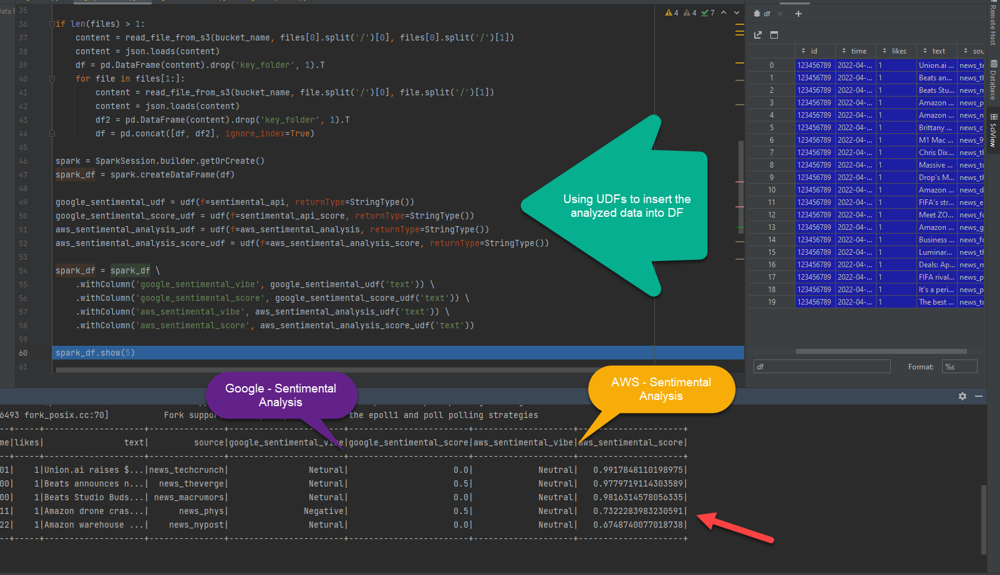 Data
35
36 if len(files) > 1:
37 content = read_file_from_s3(bucket_name, files[0].split('/')[0], files[0].split('/')[1])
38 content = json.loads(content)
39 df = pd.DataFrame(content).drop('key_folder', 1).T
40 for file in files[1:]:
41 content = read_file_from_s3(bucket_name, file.split('/')[0], file.split('/')[1])
42 content = json.loads(content)
43 df2 = pd.DataFrame(content).drop('key_folder', 1).T
44 df = pd.concat([df, df2], ignore_index=True)
45
46 spark = SparkSession.builder.getOrCreate()
47 spark_df = spark.createDataFrame(df)
48
49 google_sentimental_udf = udf(f=sentimental_api, returnType=StringType())
50 google_sentimental_score_udf = udf(f=sentimental_api_score, returnType=StringType())
51 aws_sentimental_analysis_udf = udf(f=aws_sentimental_analysis, returnType=StringType())
52 aws_sentimental_analysis_score_udf = udf(f=aws_sentimental_analysis_score, returnType=StringType())
53
54 spark_df = spark_df \
55 .withColumn('google_sentimental_vibe', google_sentimental_udf('text')) \
56 .withColumn('google_sentimental_score', google_sentimental_score_udf('text')) \
57 .withColumn('aws_sentimental_vibe', aws_sentimental_analysis_udf('text')) \
58 .withColumn('aws_sentimental_score', aws_sentimental_analysis_score_udf('text'))
59
60 spark_df.show(5)
61
4 4 7
Using UDFs to insert the
analyzed data into DF
df
id time likes text sou
0 123456789 2022-04-... 1 Union.ai ... news_te
1 123456789 2022-04-... 1 Beats an... news_th
2 123456789 2022-04-... 1 Beats Stu... news_m
3 123456789 2022-04-... 1 Amazon ... news_p
4 123456789 2022-04-... 1 Amazon ... news_n
5 123456789 2022-04-... 1 Brittany ... news_c
6 123456789 2022-04-... 1 M1 Mac ... news_9
7 123456789 2022-04-... 1 Chris Dix... news_th
8 123456789 2022-04-... 1 Massive ... news_to
9 123456789 2022-04-... 1 Drop's M... news_th
10 123456789 2022-04-... 1 Amazon ... news_d
11 123456789 2022-04-... 1 FIFA's str... news_e
12 123456789 2022-04-... 1 Meet ZO... news_fo
13 123456789 2022-04-... 1 Amazon ... news_g
14 123456789 2022-04-... 1 Business ... news_fo
15 123456789 2022-04-... 1 Luminar... news_th
16 123456789 2022-04-... 1 Deals: Ap... news_m
17 123456789 2022-04-... 1 FIFA rival... news_p
18 123456789 2022-04-... 1 It's a peri... news_p
19 123456789 2022-04-... 1 The best ... news_to
df Format: %s
Remote Host
Database
SciView
Google - Sentimental
Analysis
AWS - Sentimental
Analysis
6493 fork_posix.cc:70] Fork suppor the epoll1 and poll polling strategies
--+-----+--------------------+---------------+-----------------------+------------------------+--------------------+---------------------+
me|likes| text| source|google_sentimental_vibe|google_sentimental_score|aws_sentimental_vibe|aws_sentimental_score|
--+-----+--------------------+---------------+-----------------------+------------------------+--------------------+---------------------+
01| 1|Union.ai raises $...|news_techcrunch| Netural| 0.0| Neutral| 0.9917848110198975|
00| 1|Beats announces n...| news_theverge| Netural| 0.5| Neutral| 0.9779719114303589|
00| 1|Beats Studio Buds...| news_macrumors| Netural| 0.0| Neutral| 0.9816314578056335|
11| 1|Amazon drone cras...| news_phys| Negative| 0.5| Neutral| 0.7322283983230591|
22| 1|Amazon warehouse ...| news_nypost| Netural| 0.0| Neutral| 0.6748740077018738|
--+-----+--------------------+---------------+-----------------------+------------------------+--------------------+---------------------+